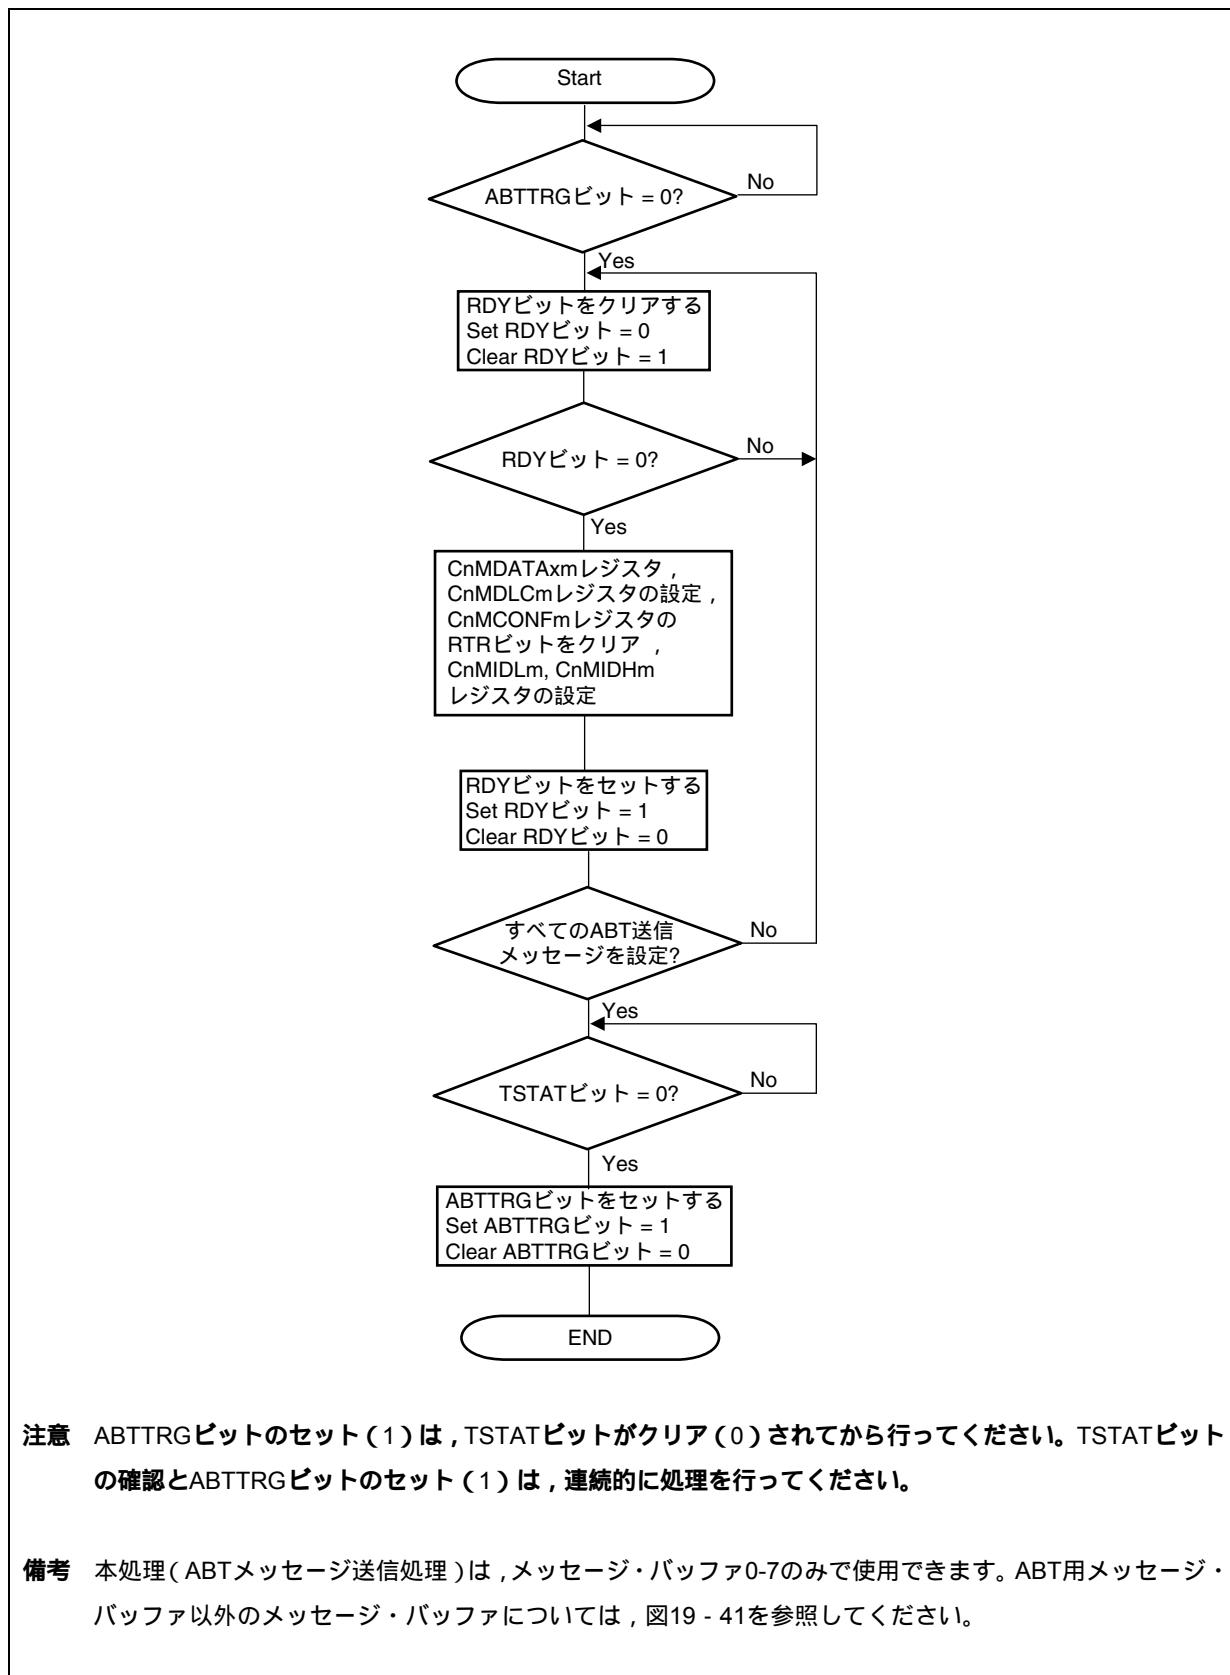 Start
ABTTRGビット = 0?
No
Yes
RDYビットをクリアする
Set RDYビット = 0
Clear RDYビット = 1
RDYビット = 0?
No
Yes
CnMDATAxmレジスタ，
CnMDLCmレジスタの設定，
CnMCONFmレジスタの
RTRビットをクリア ，
CnMIDLm, CnMIDHm
レジスタの設定
RDYビットをセットする
Set RDYビット = 1
Clear RDYビット = 0
すべてのABT送信
メッセージを設定?
No
Yes
TSTATビット = 0?
No
Yes
ABTTRGビットをセットする
Set ABTTRGビット = 1
Clear ABTTRGビット = 0
END
注意 ABTTRGビットのセット（1）は，TSTATビットがクリア（0）されてから行ってください。TSTATビット
の確認とABTTRGビットのセット（1）は，連続的に処理を行ってください。
備考 本処理（ABTメッセージ送信処理）は，メッセージ・バッファ0-7のみで使用できます。ABT用メッセージ・
バッファ以外のメッセージ・バッファについては，図19 - 41を参照してください。